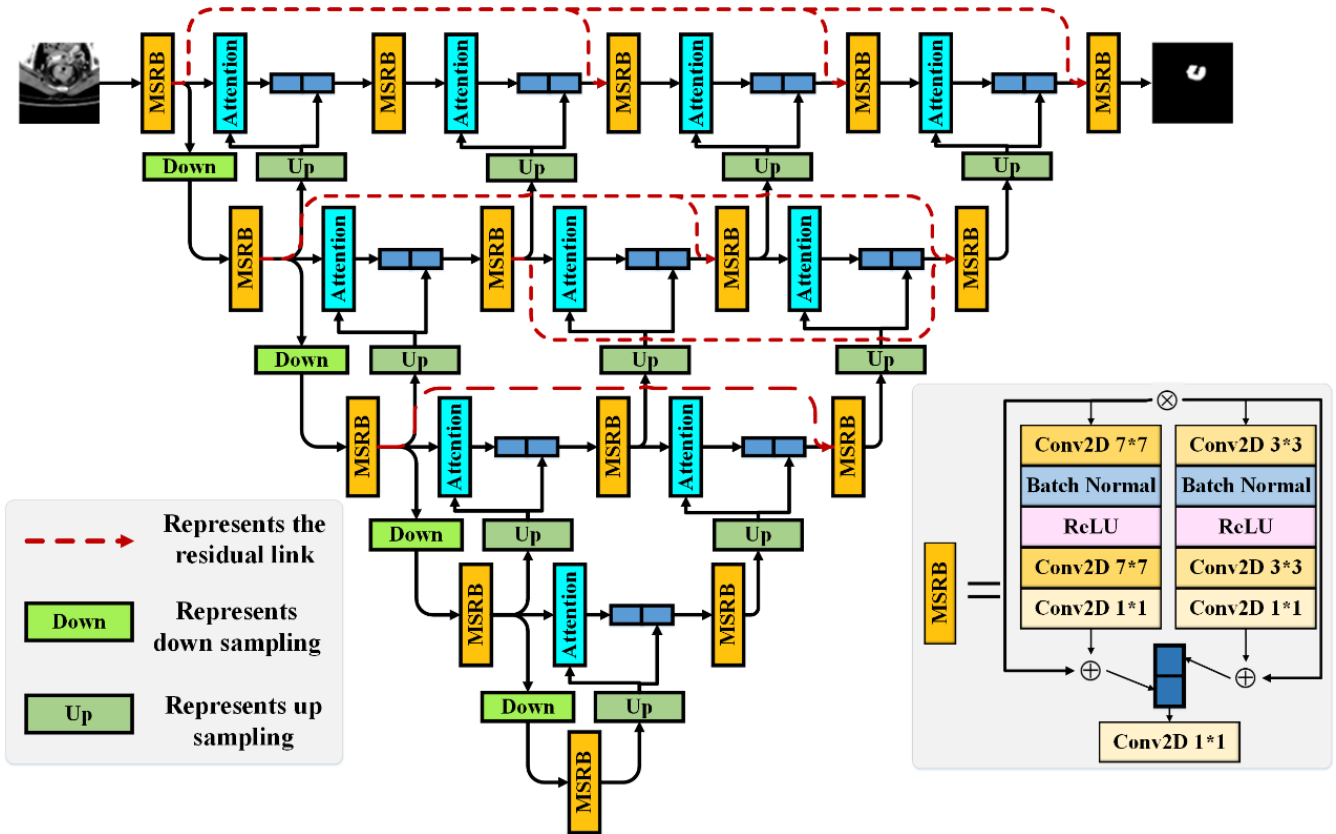 MSRB
Attention
MSRB
Attention
MSRB
Attention
MSRB
Attention
MSRB
Down
Up
Up
Up
Up
MSRB
Attention
MSRB
Attention
MSRB
Attention
MSRB
Down
Up
Up
Up
MSRB
Attention
MSRB
Attention
MSRB
Down
Up
Up
MSRB
Attention
MSRB
Down
Up
MSRB
Represents the
residual link
Down
Represents
down sampling
Up
Represents up
sampling
MSRB
Conv2D 7*7
Batch Normal
ReLU
Conv2D 7*7
Conv2D 1*1
Conv2D 3*3
Batch Normal
ReLU
Conv2D 3*3
Conv2D 1*1
Conv2D 1*1